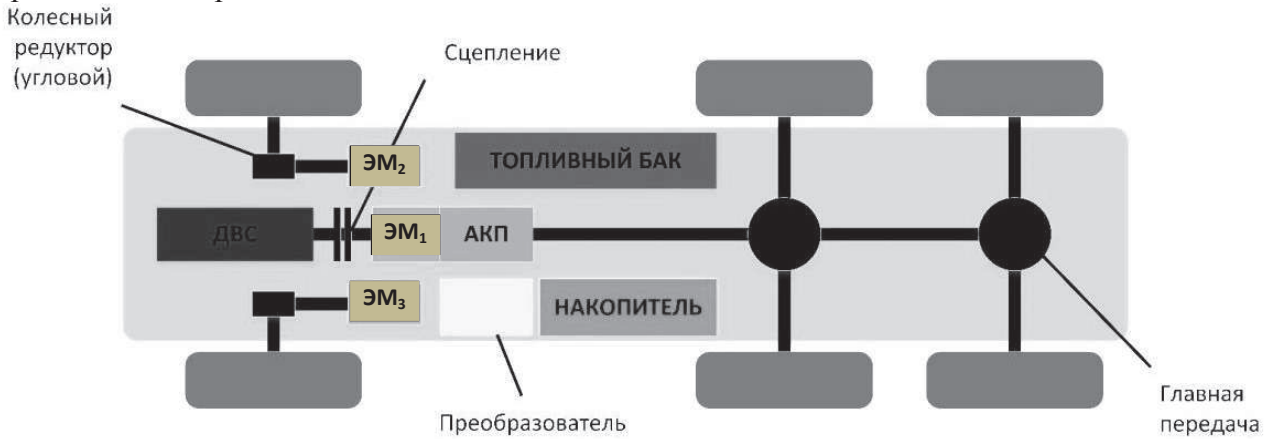 Колесный
редуктор
(угловой)
Сцепление
ЭМ₂
ТОПЛИВНЫЙ БАК
ДВС
ЭМ₁
АКП
ЭМ₃
НАКОПИТЕЛЬ
Преобразователь
Главная
передача